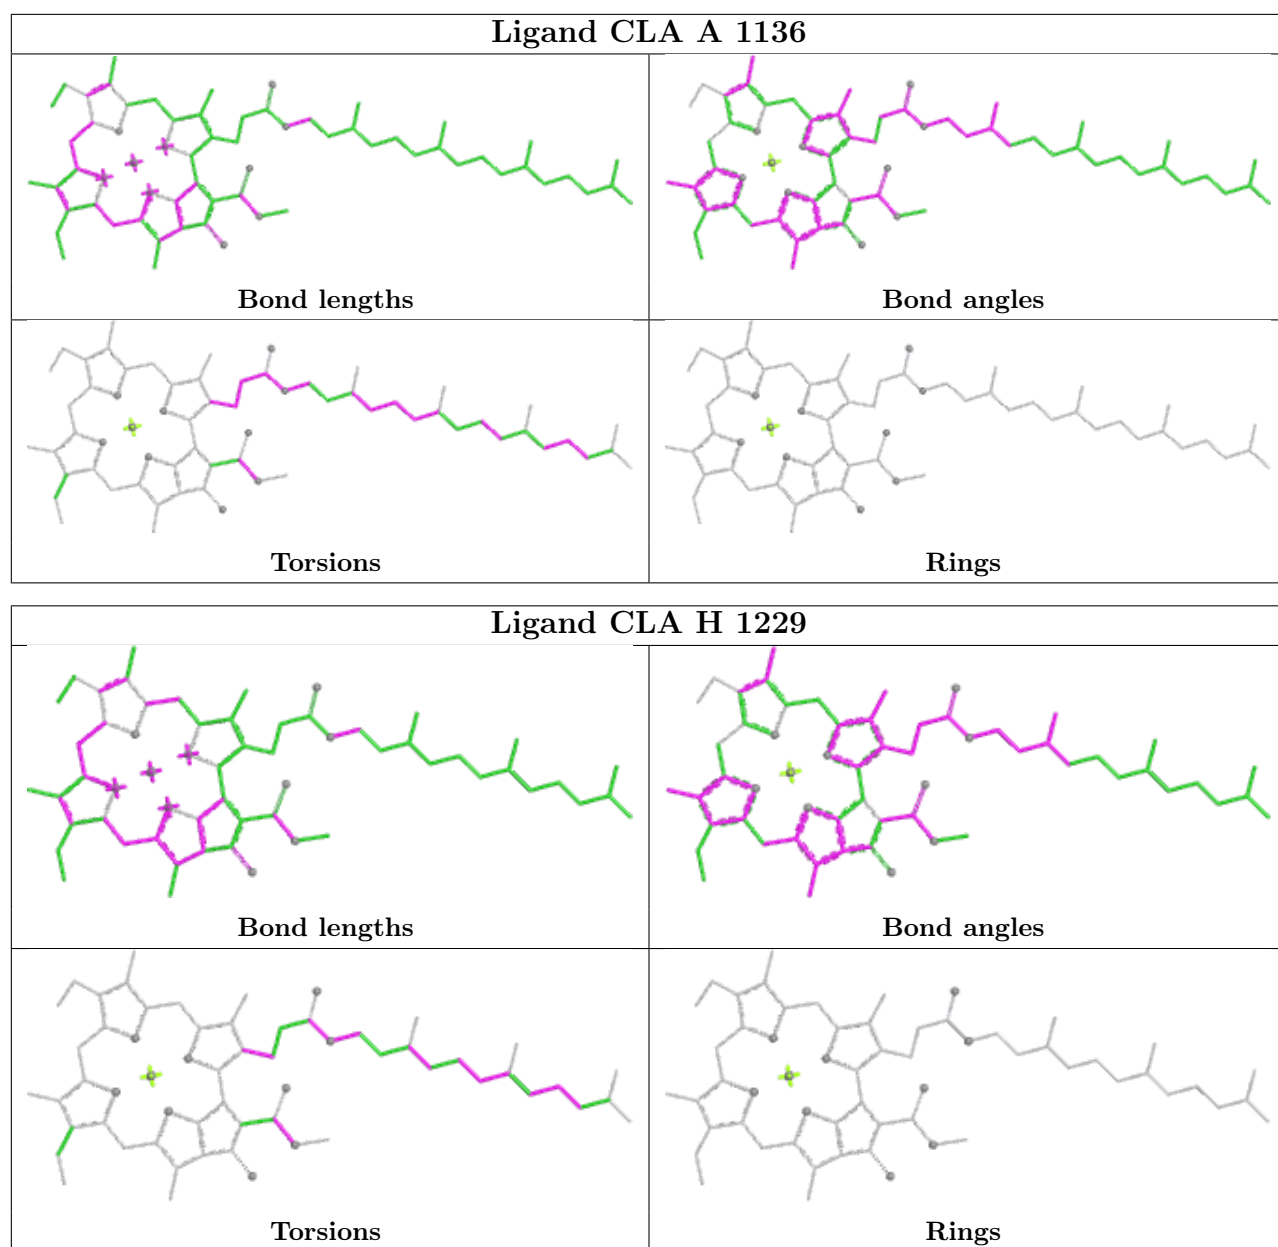 Ligand CLA A 1136
Bond lengths
Bond angles
Torsions
Rings
Ligand CLA H 1229
Bond lengths
Bond angles
Torsions
Rings